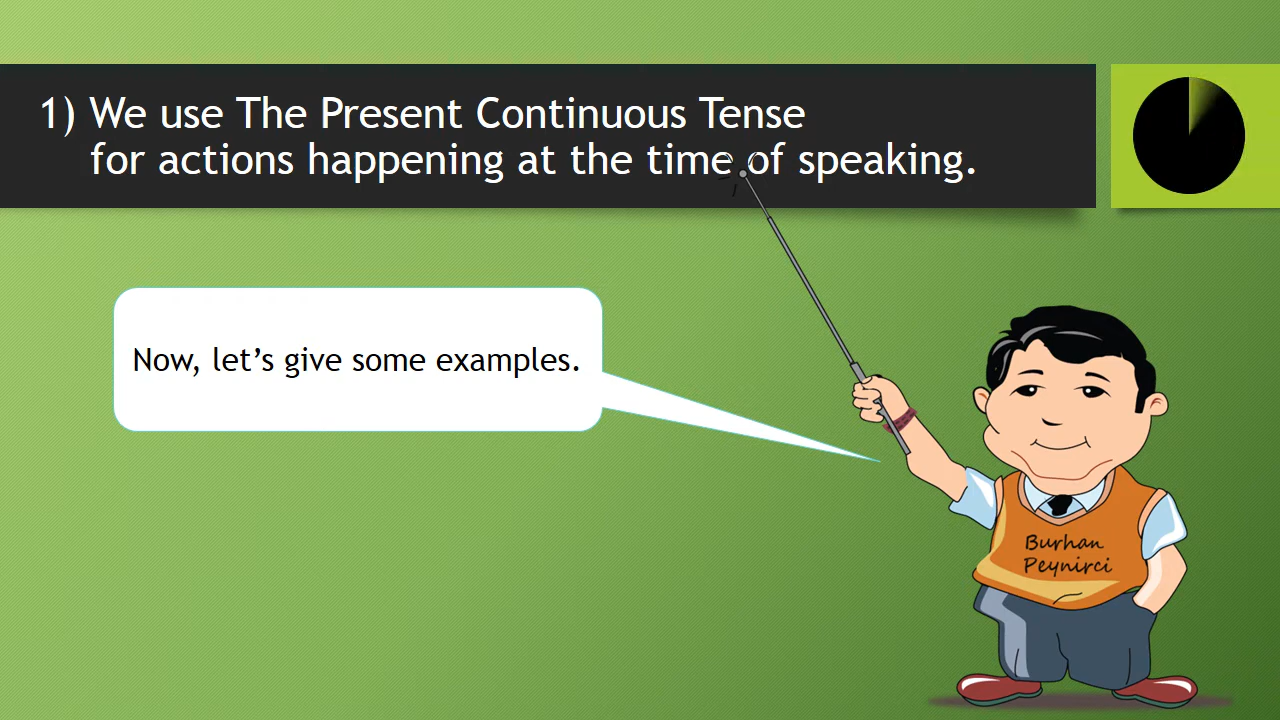 1) We use The Present Continuous Tense
for actions happening at the time of speaking.
Now, let’s give some examples.
Burhan
Peynirci